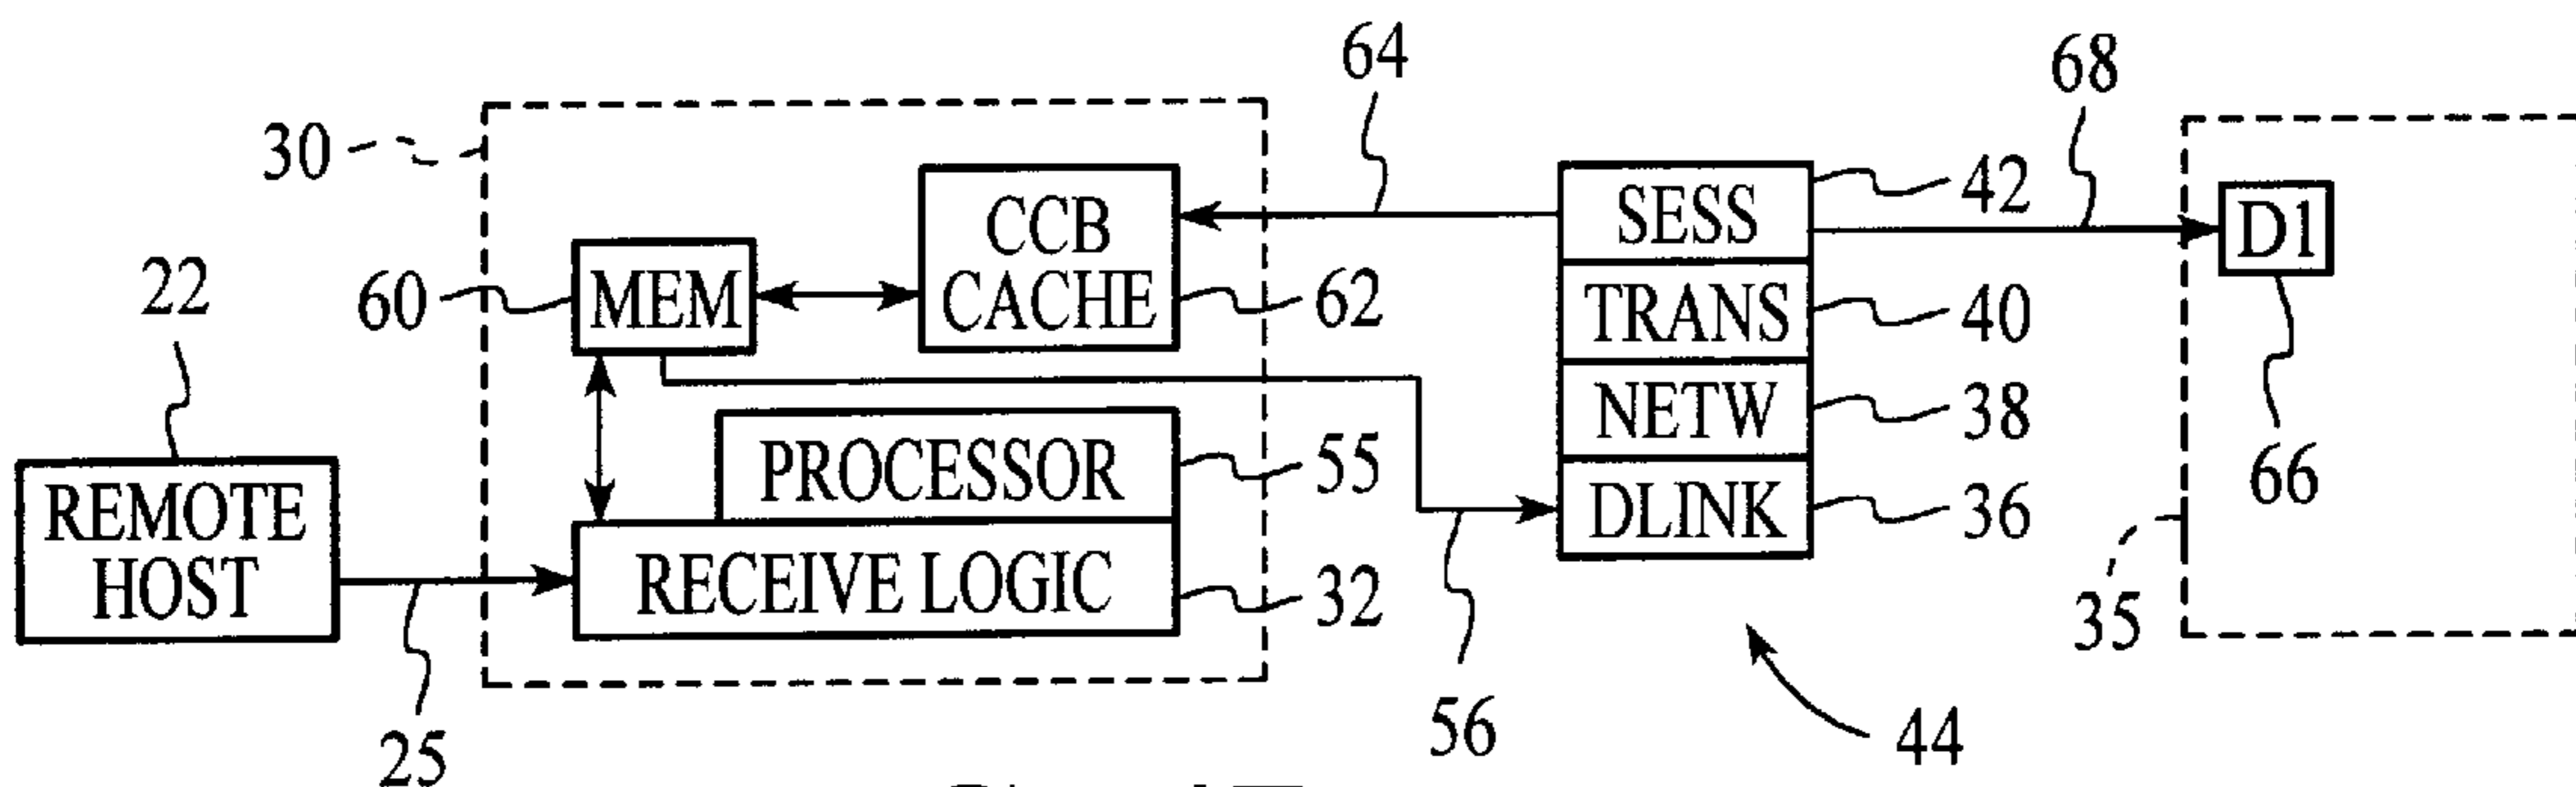 64
68
30
CCB
CACHE
SESS
42
D1
22
60
MEM
62
TRANS
40
NETW
38
66
PROCESSOR
55
REMOTE
HOST
DLINK
36
RECEIVE LOGIC
32
35
25
56
44